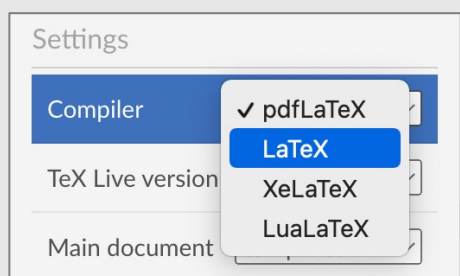 Settings
Compiler
✓ pdfLaTeX
LaTeX
XeLaTeX
LuaLaTeX
TeX Live version
Main document